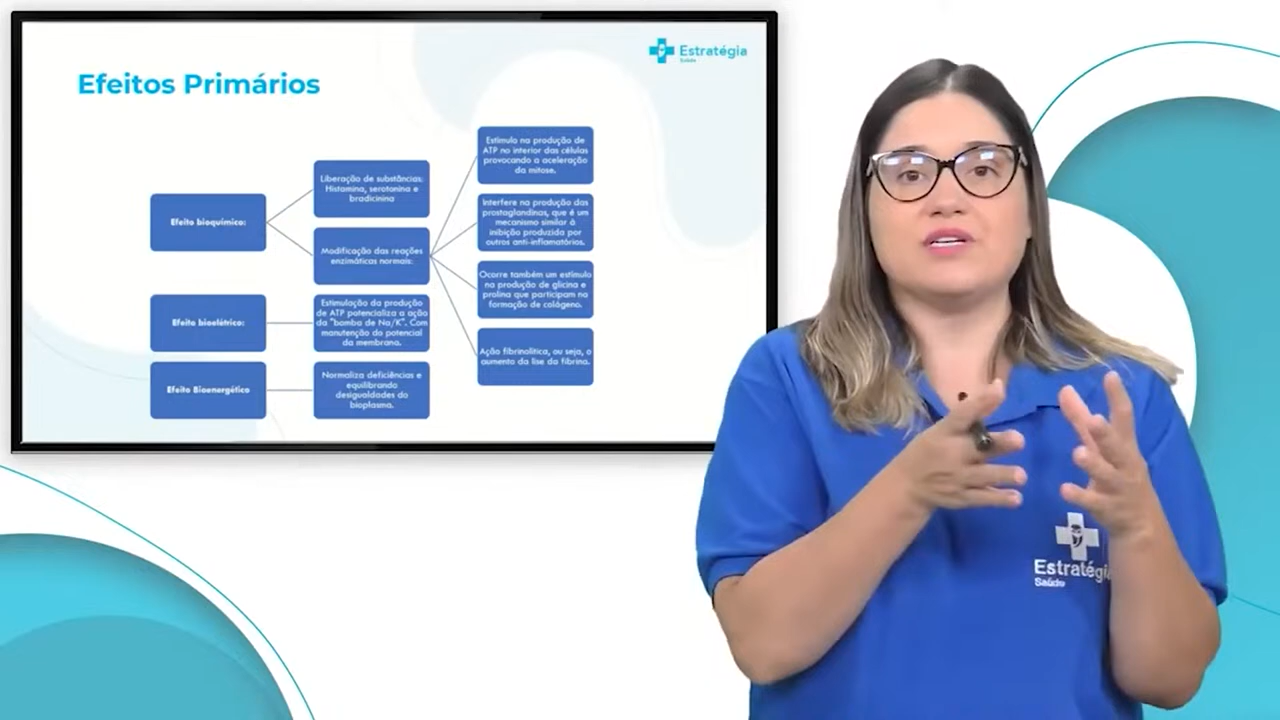 Estratégia
Saúde
Efeitos Primários
Efeito bioquímico:
Liberação de substâncias:
Histamina, serotonina e
bradicinina
Modificação das reações
enzimáticas normais:
Estímulo na produção de
ATP no interior das células
provocando a aceleração
da mitose.
Interfere na produção das
prostaglandinas, que é um
mecanismo similar à
inibição produzida por
outros anti-inflamatórios.
Ocorre também um estímulo
na produção de glicina e
prolina que participam na
formação de colágeno.
Ação fibrinolítica, ou seja, o
aumento da lise da fibrina.
Efeito bioelétrico:
Estimulação da produção
de ATP potencializa a ação
da "bomba de Na/K". Com
manutenção do potencial
da membrana.
Efeito Bioenergético
Normaliza deficiências e
equilibrando
desigualdades do
bioplasma.
Estratégia
Saúde